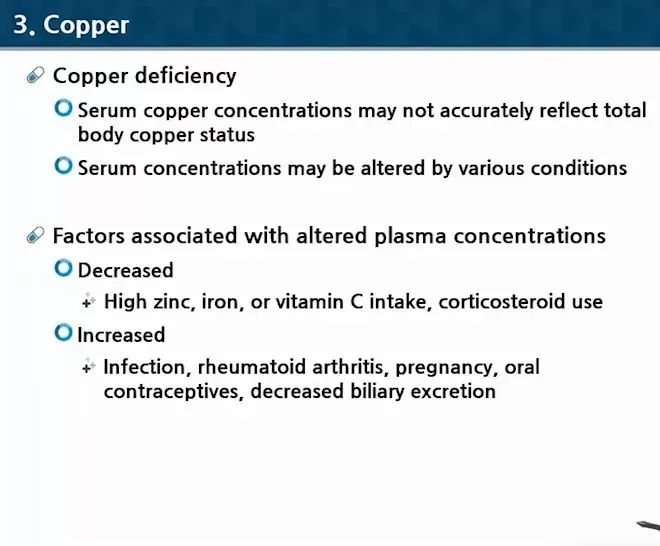 3. Copper
Copper deficiency
Serum copper concentrations may not accurately reflect total
body copper status
Serum concentrations may be altered by various conditions
Factors associated with altered plasma concentrations
Decreased
High zinc, iron, or vitamin C intake, corticosteroid use
Increased
Infection, rheumatoid arthritis, pregnancy, oral
contraceptives, decreased biliary excretion